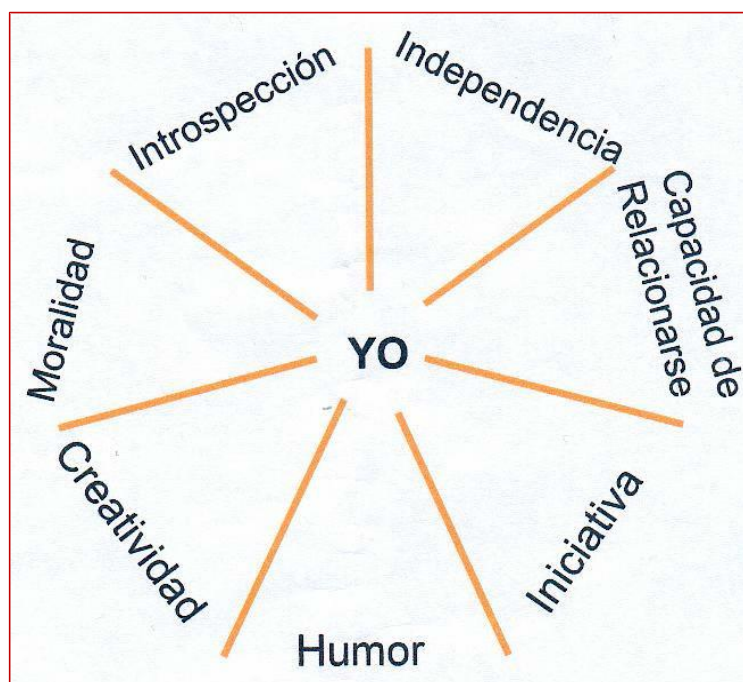 Introspección
Independencia
Capacidad de
Relacionarse
Moralidad
YO
Creatividad
Iniciativa
Humor